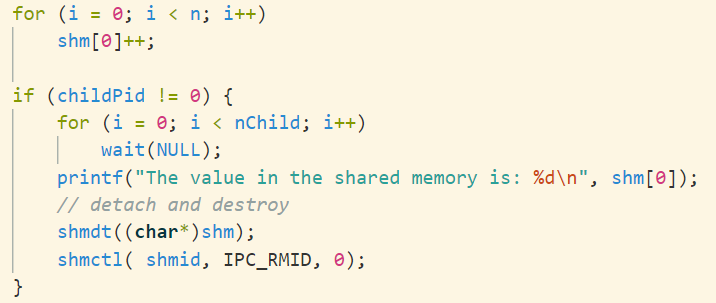 for (i = 0; i < n; i++)
    shm[0]++;

if (childPid != 0) {
    for (i = 0; i < nChild; i++)
        wait(NULL);
    printf("The value in the shared memory is: %d\n", shm[0]);
    // detach and destroy
    shmdt((char*)shm);
    shmctl( shmid, IPC_RMID, 0);
}